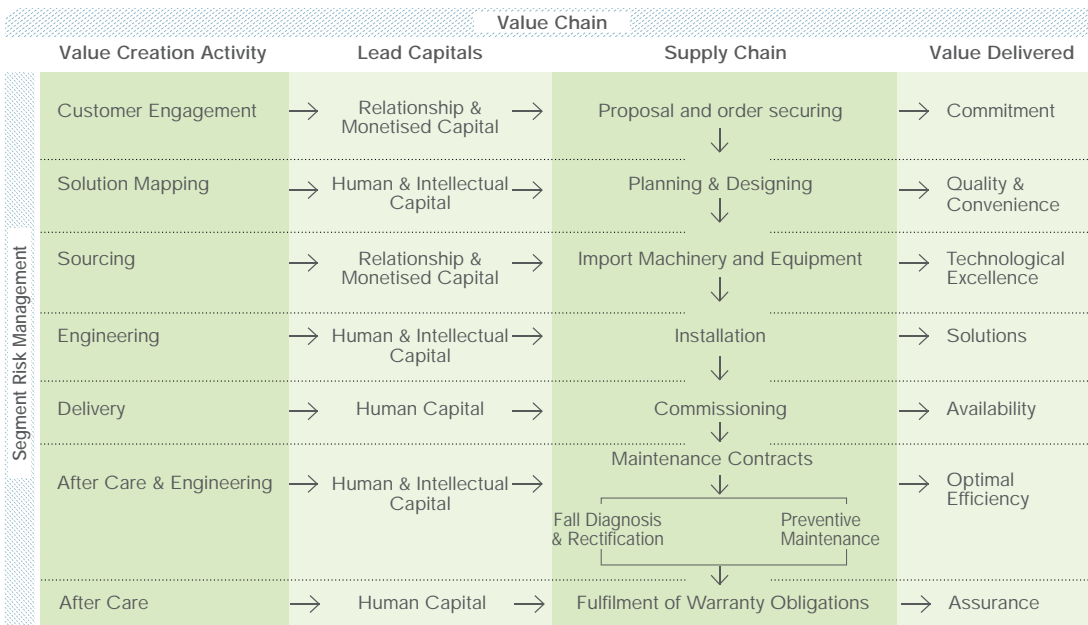 Value Chain
Value Creation Activity
Lead Capitals
Supply Chain
Value Delivered
Segment Risk Management
Customer Engagement
Relationship &
Monetised Capital
Proposal and order securing
Commitment
Solution Mapping
Human & Intellectual
Capital
Planning & Designing
Quality &
Convenience
Sourcing
Relationship &
Monetised Capital
Import Machinery and Equipment
Technological
Excellence
Engineering
Human & Intellectual
Capital
Installation
Solutions
Delivery
Human Capital
Commissioning
Availability
After Care & Engineering
Human & Intellectual
Capital
Maintenance Contracts
Fall Diagnosis
& Rectification
Preventive
Maintenance
Optimal
Efficiency
After Care
Human Capital
Fulfilment of Warranty Obligations
Assurance